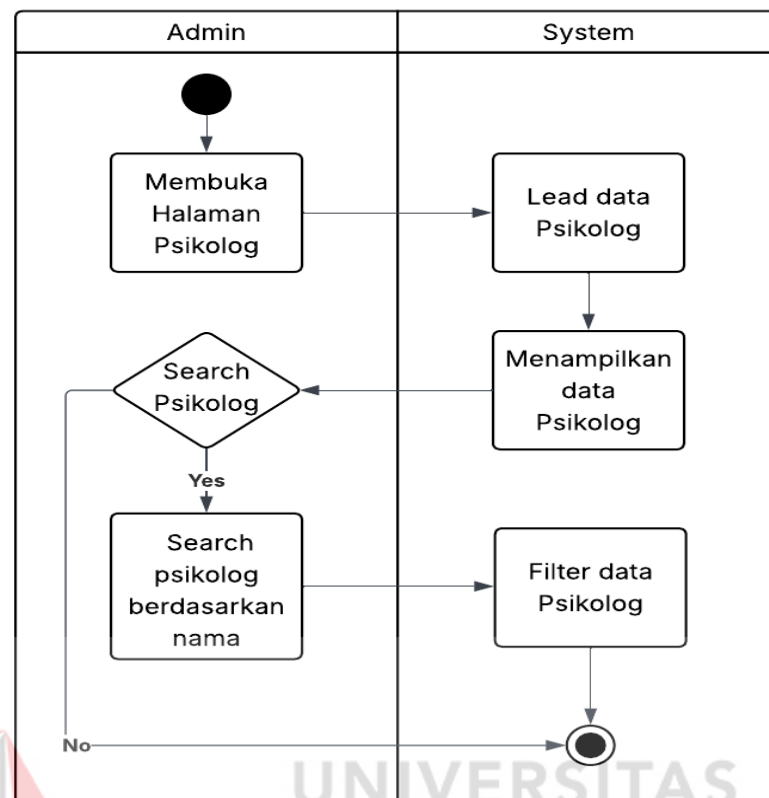 Admin
System
Membuka
Halaman
Psikolog
Lead data
Psikolog
Menampilkan
data
Psikolog
Search
Psikolog
Yes
Search
psikolog
berdasarkan
nama
Filter data
Psikolog
No
UNIVERSITAS